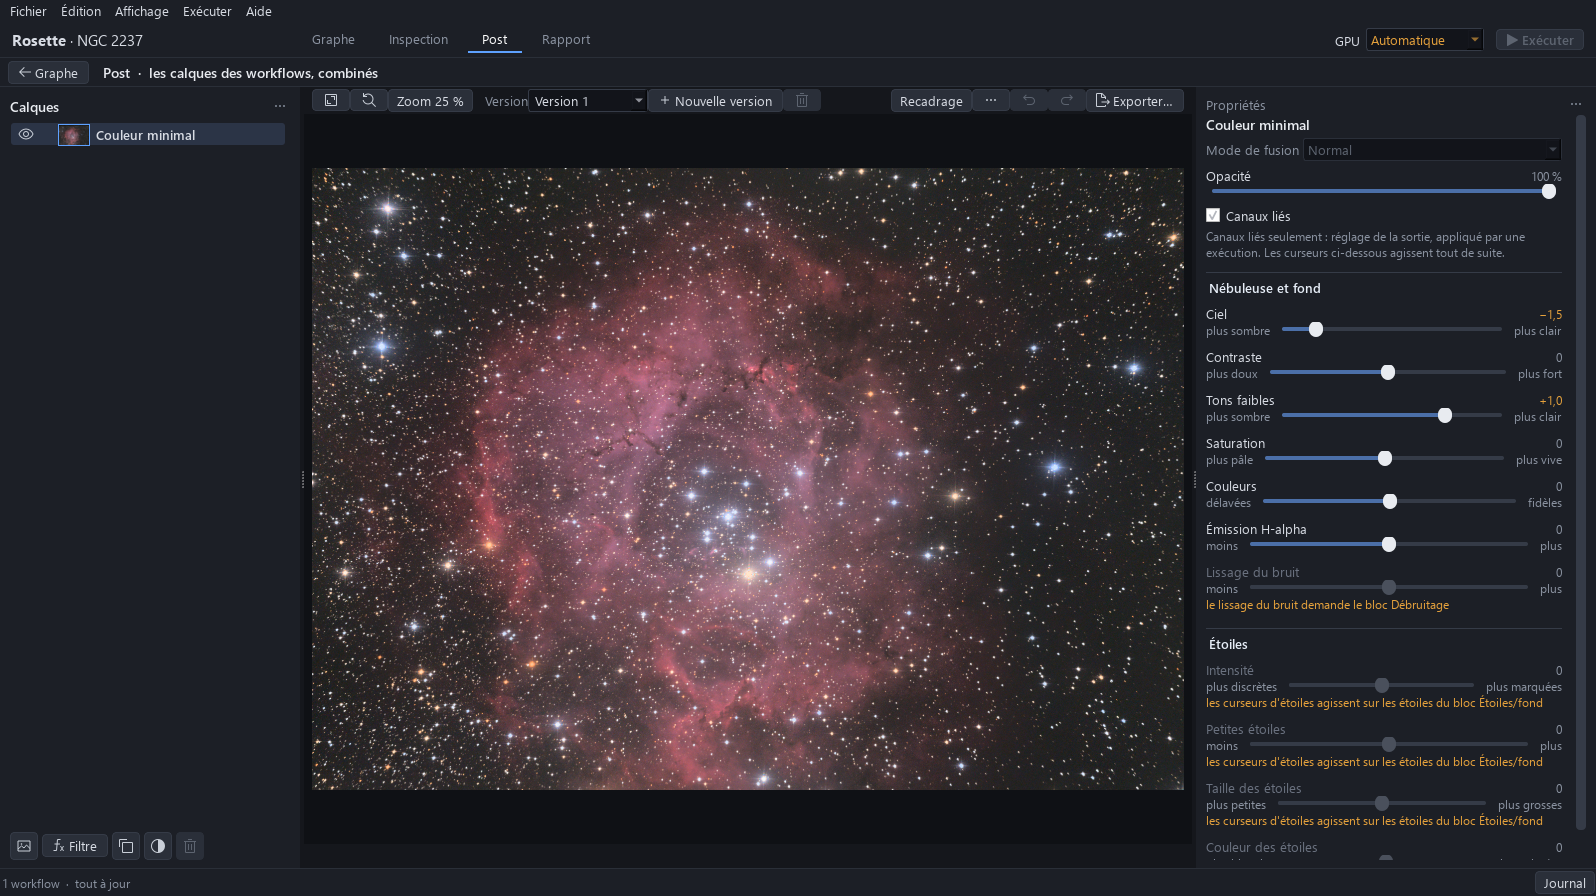 Fichier Édition Affichage Exécuter Aide
Rosette · NGC 2237
Graphe Inspection Post Rapport
GPU Automatique Exécuter
Graphe Post · les calques des workflows, combinés
Calques ...
Couleur minimal
Zoom 25 % Version Version 1 + Nouvelle version
Recadrage ... Exporter...
Propriétés ...
Couleur minimal
Mode de fusion Normal
Opacité 100 %
Canaux liés
Canaux liés seulement : réglage de la sortie, appliqué par une
exécution. Les curseurs ci-dessous agissent tout de suite.
Nébuleuse et fond
Ciel −1,5
plus sombre plus clair
Contraste 0
plus doux plus fort
Tons faibles +1,0
plus sombre plus clair
Saturation 0
plus pâle plus vive
Couleurs 0
délavées fidèles
Émission H-alpha 0
moins plus
Lissage du bruit 0
moins plus
le lissage du bruit demande le bloc Débruitage
Étoiles
Intensité 0
plus discrètes plus marquées
les curseurs d'étoiles agissent sur les étoiles du bloc Étoiles/fond
Petites étoiles 0
moins plus
les curseurs d'étoiles agissent sur les étoiles du bloc Étoiles/fond
Taille des étoiles 0
plus petites plus grosses
les curseurs d'étoiles agissent sur les étoiles du bloc Étoiles/fond
Couleur des étoiles 0
fx Filtre
1 workflow · tout à jour
Journal